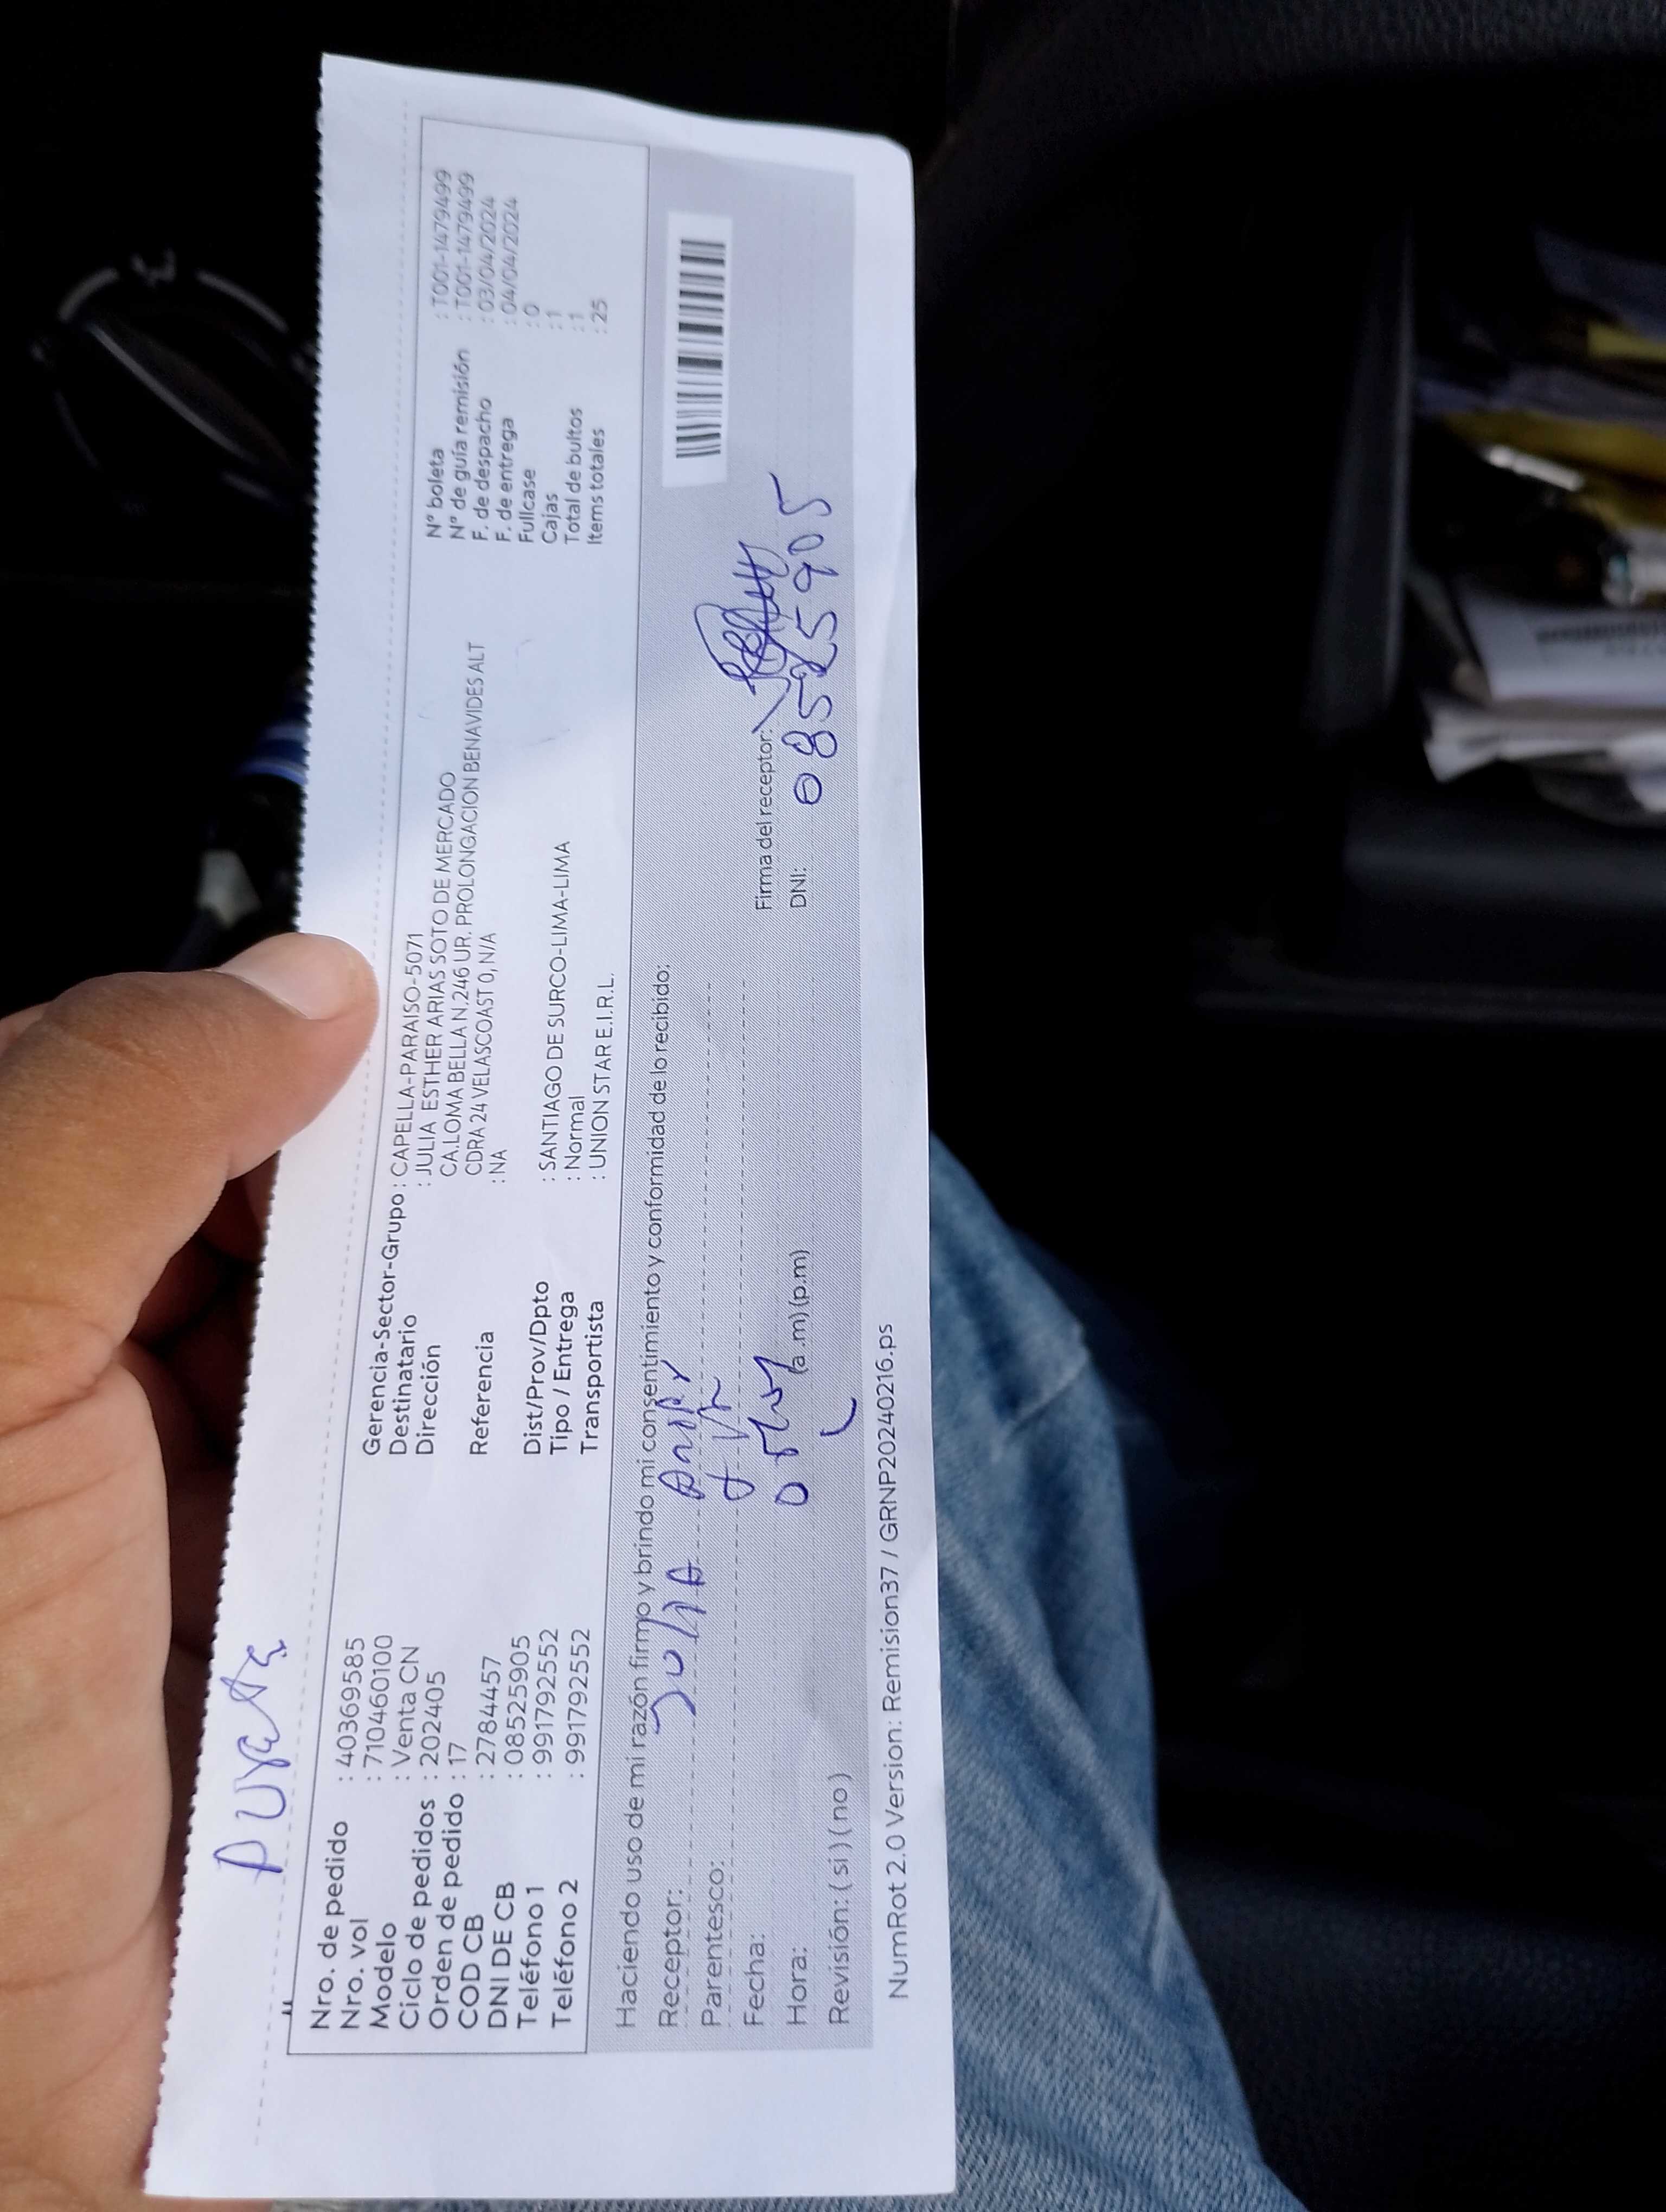 Nro. de pedido : 40369585
Nro. vol : 710460100
Modelo : Venta CN
Ciclo de pedidos : 202405
Orden de pedido : 17
COD CB : 2784457
DNI DE CB : 08525905
Teléfono 1 : 991792552
Teléfono 2 : 991792552
Gerencia-Sector-Grupo : CAPELLA-PARAISO-5071
Destinatario : JULIA ESTHER ARIAS SOTO DE MERCADO
Dirección CA.LOMA BELLA N.246 UR. PROLONGACION BENAVIDES ALT
CDRA 24 VELASCOAST 0, N/A
Referencia : NA
Dist/Prov/Dpto : SANTIAGO DE SURCO-LIMA-LIMA
Tipo / Entrega : Normal
Transportista : UNION STAR E.I.R.L.
N° boleta : T001-1479499
N° de guía remisión : T001-1479499
F. de despacho : 03/04/2024
F. de entrega : 04/04/2024
Fullcase : 0
Cajas : 1
Total de bultos : 1
Items totales : 25
Haciendo uso de mi razón firmo y brindo mi consentimiento y conformidad de lo recibido:
Receptor: JULIA
Parentesco:
Fecha:
Firma del receptor:
Hora: (a.m) (p.m)
DNI: 08525905
Revisión: ( si ) ( no )
NumRot 2.0 Version: Remision37 / GRNP20240216.ps